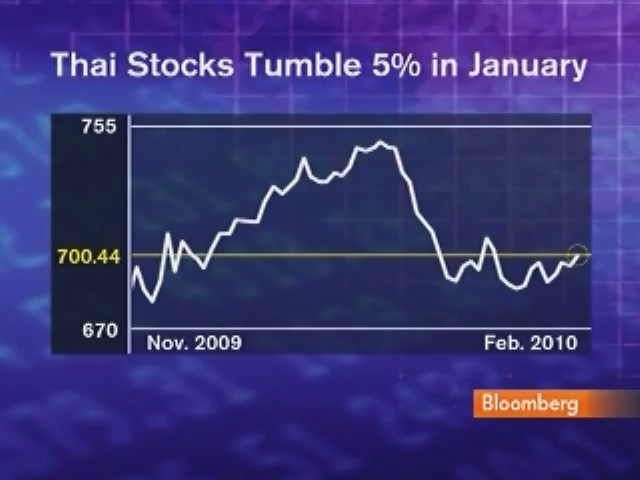 Thai Stocks Tumble 5% in January
755
700.44
670
Nov. 2009 Feb. 2010
Bloomberg